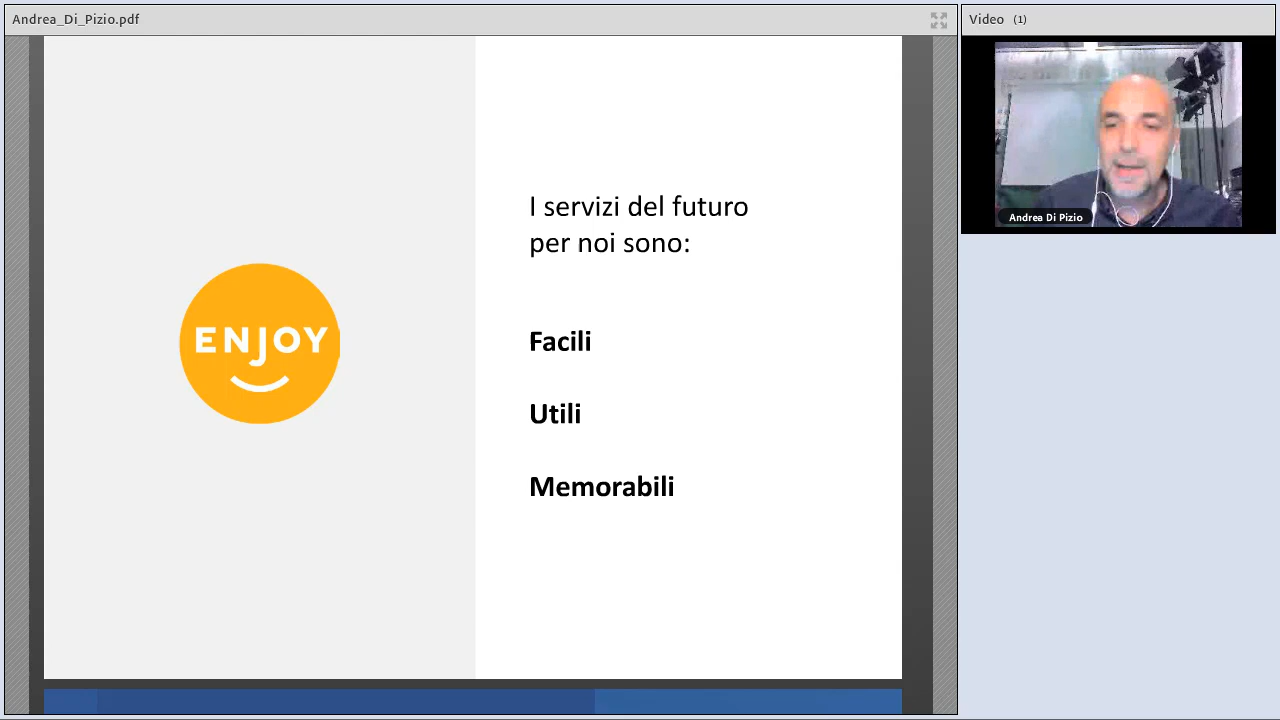 Andrea_Di_Pizio.pdf
Video (1)
Andrea Di Pizio
I servizi del futuro
per noi sono:
ENJOY
Facili
Utili
Memorabili